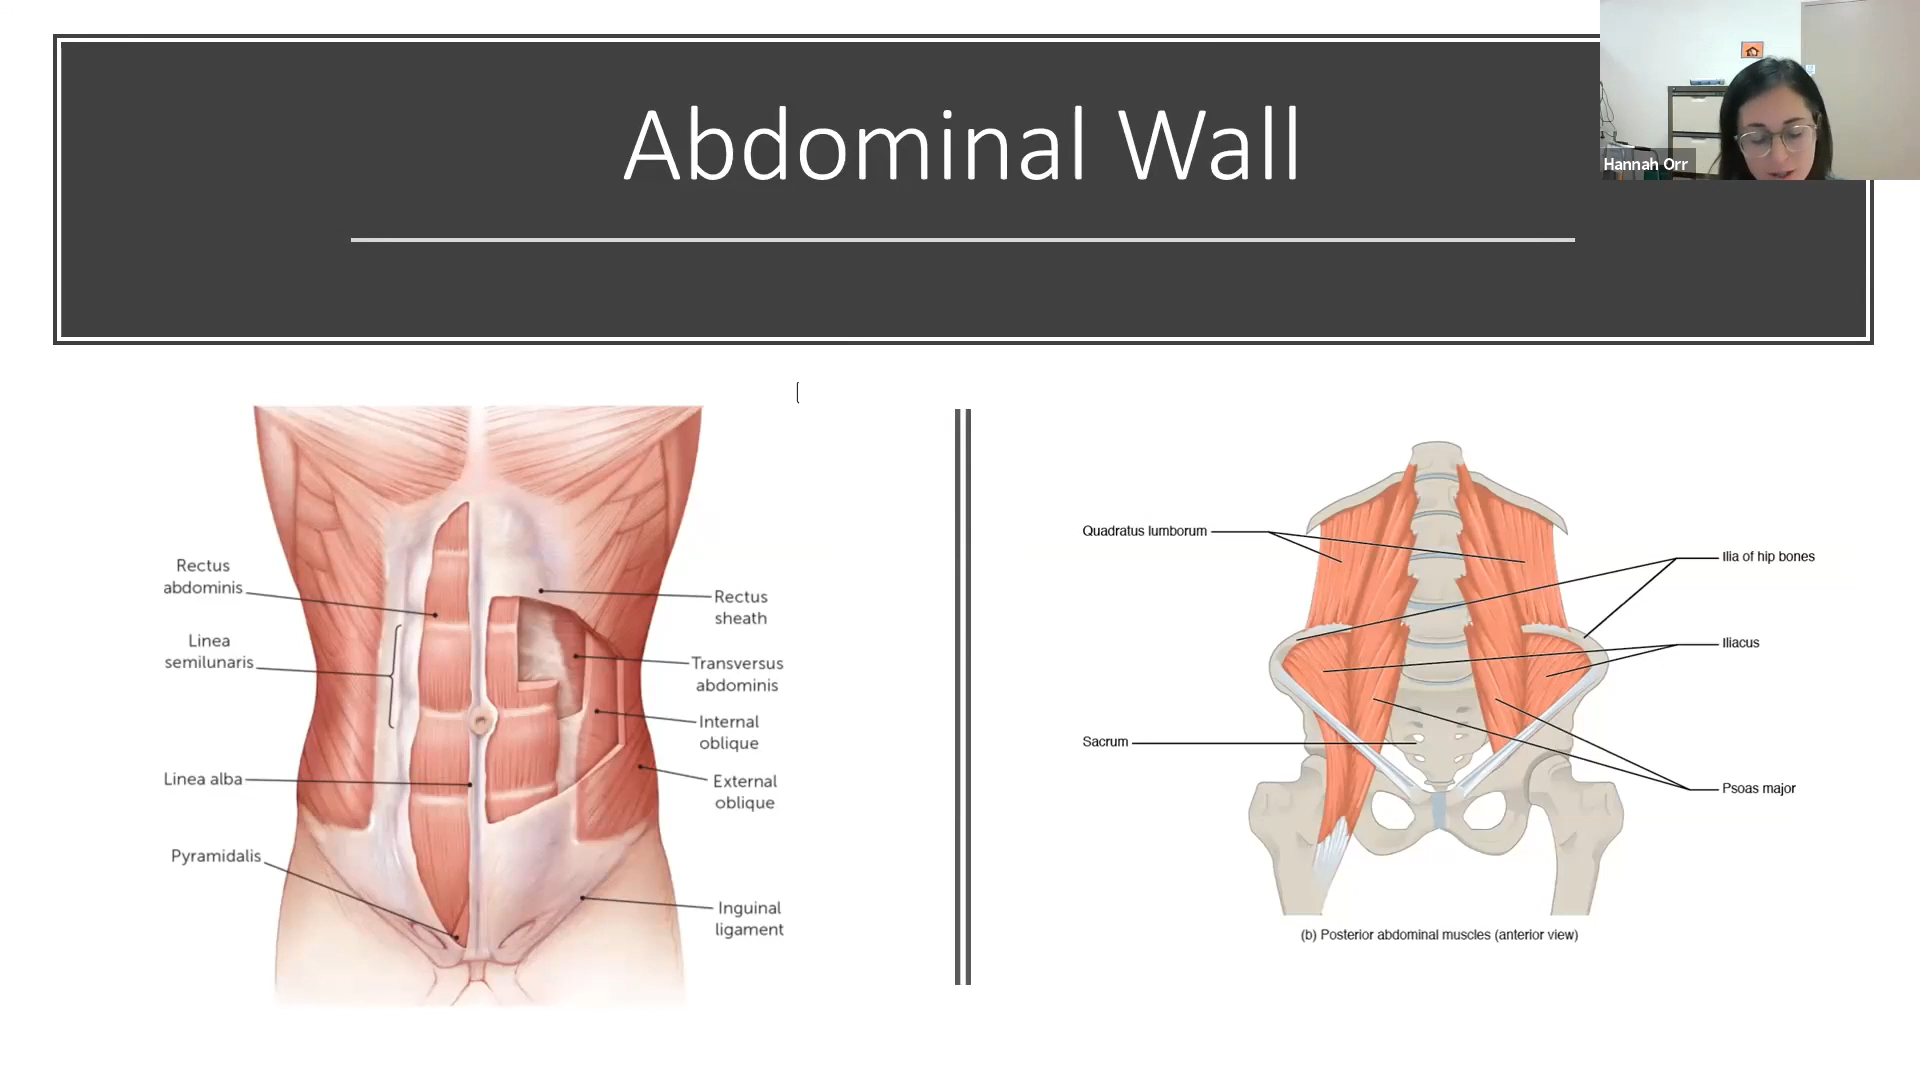 Abdominal Wall
Hannah Orr
Rectus
abdominis
Linea
semilunaris
Linea alba
Pyramidalis
Rectus
sheath
Transversus
abdominis
Internal
oblique
External
oblique
Inguinal
ligament
Quadratus lumborum
Sacrum
Ilia of hip bones
Iliacus
Psoas major
(b) Posterior abdominal muscles (anterior view)